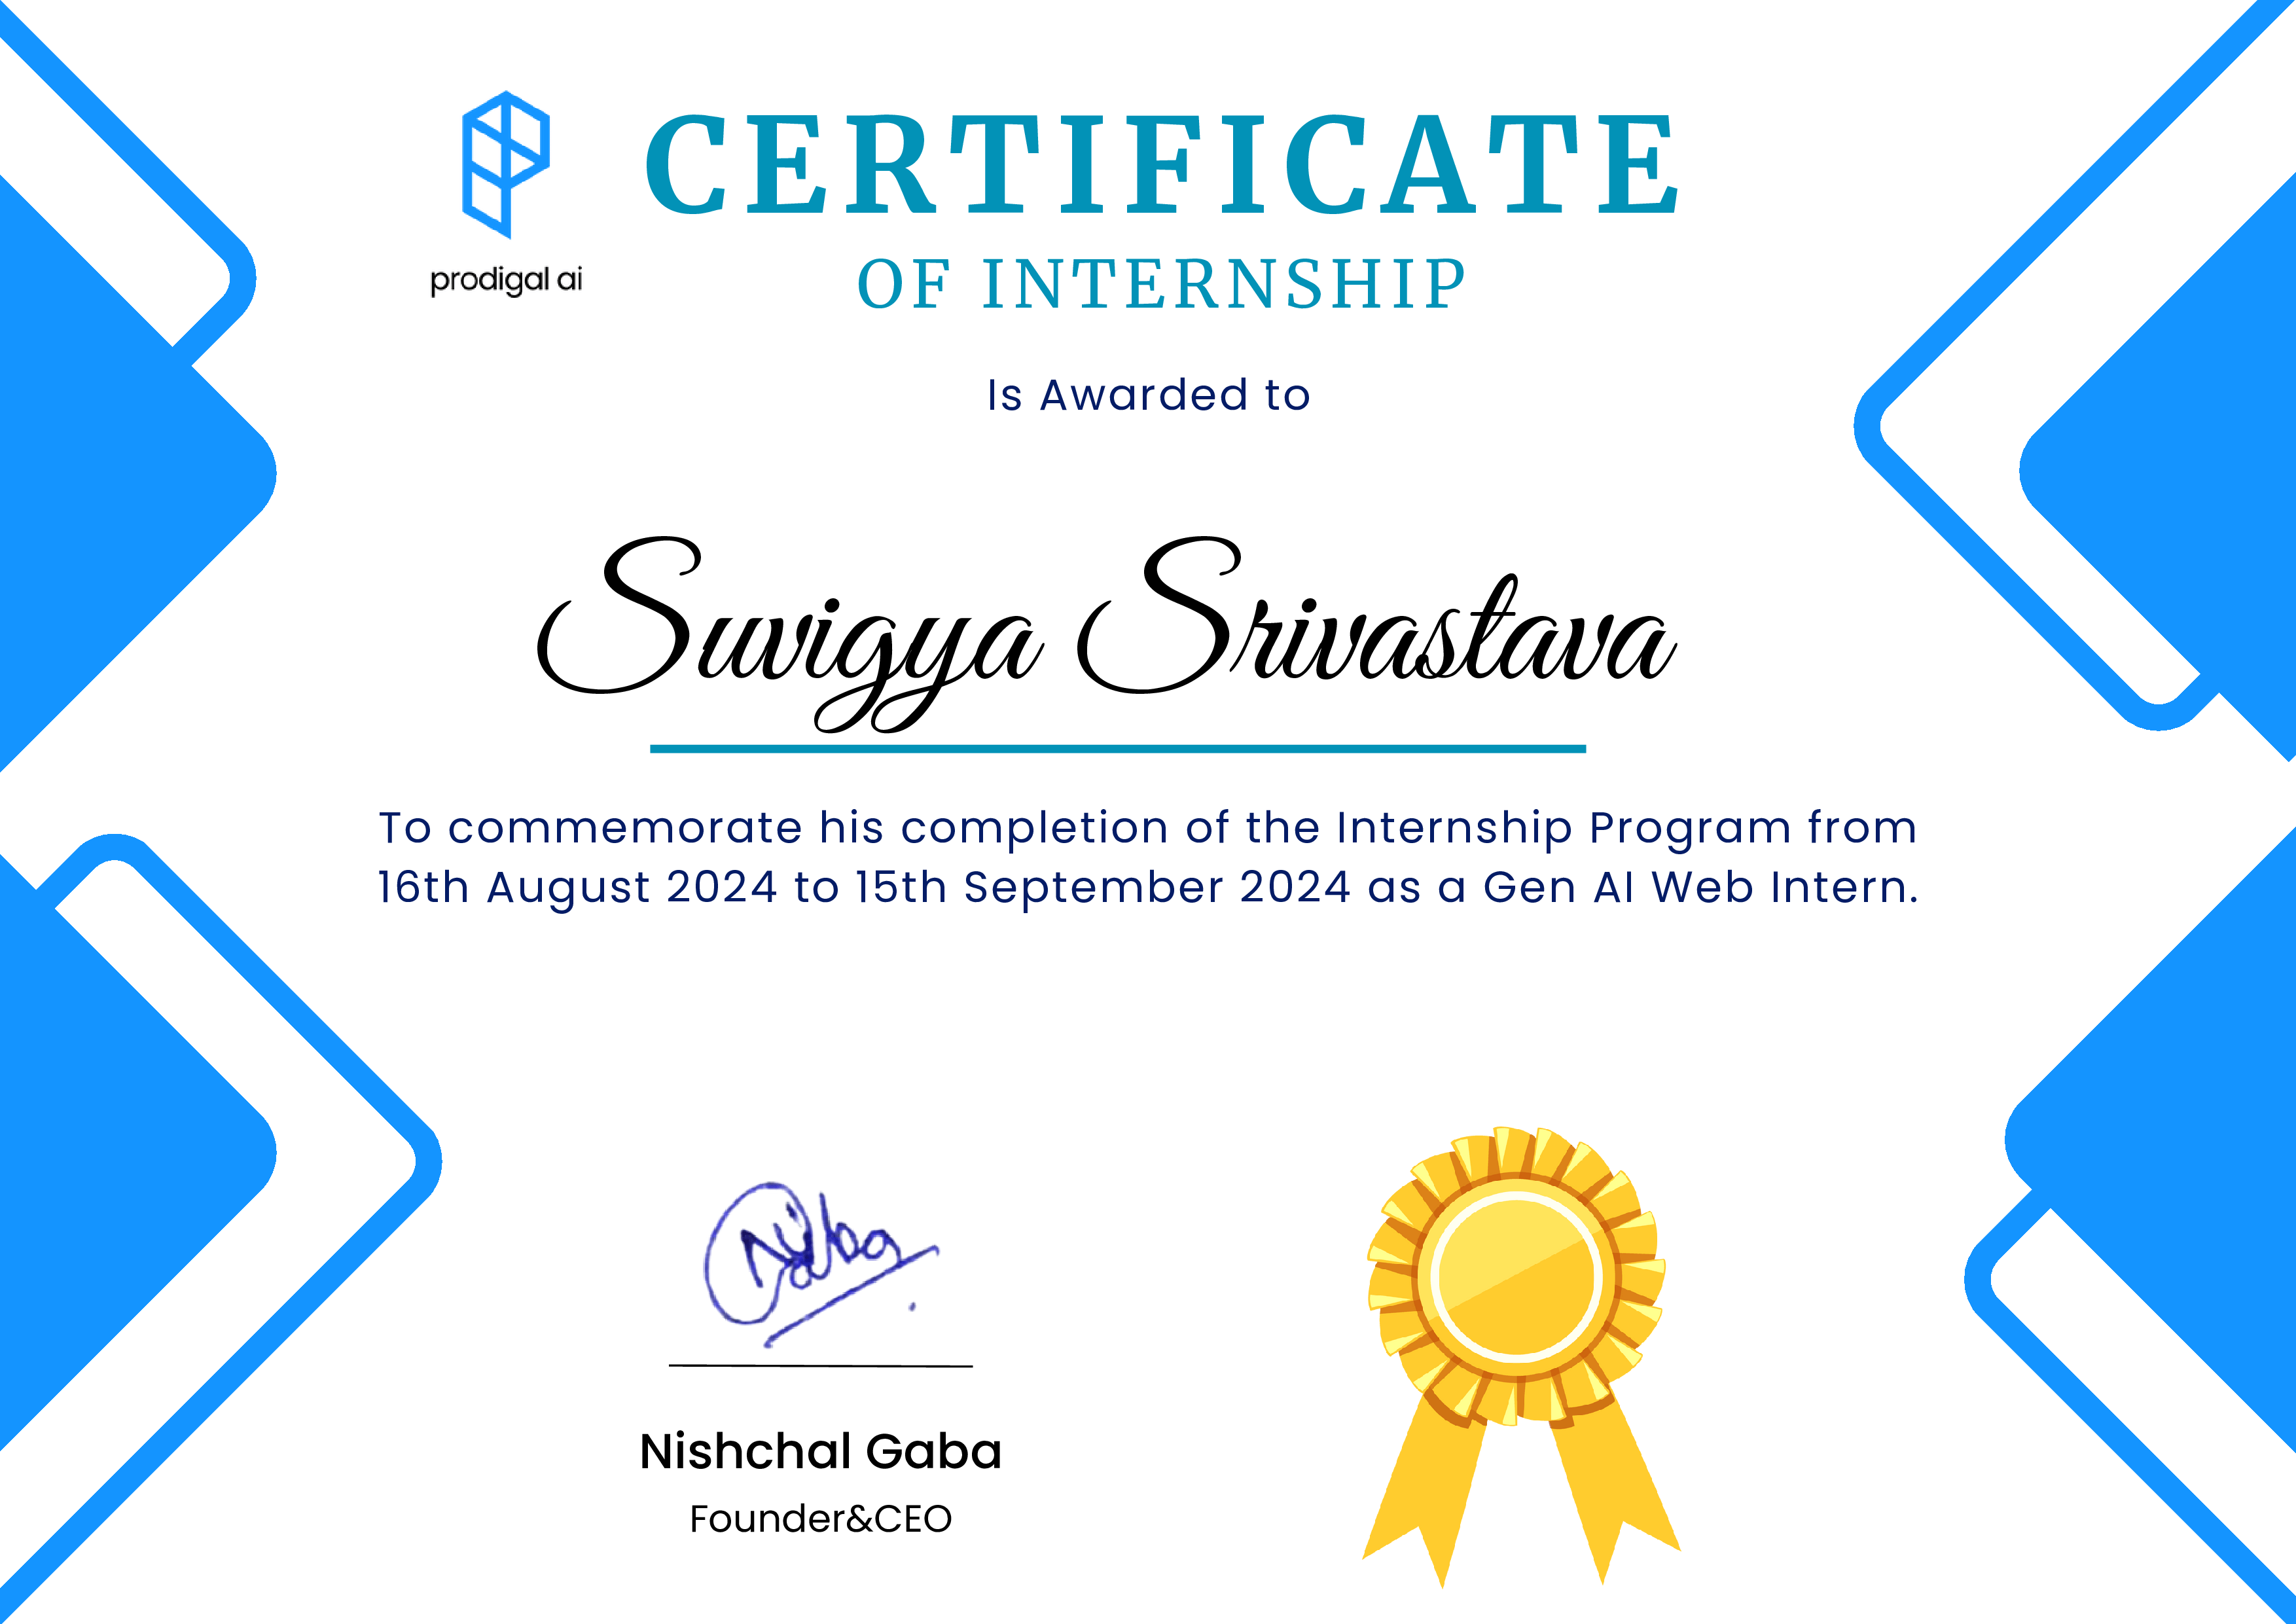 prodigal ai
CERTIFICATE
OF INTERNSHIP
Is Awarded to
Suvigya Srivastava
To commemorate his completion of the Internship Program from
16th August 2024 to 15th September 2024 as a Gen AI Web Intern.
NGaba
Nishchal Gaba
Founder&CEO